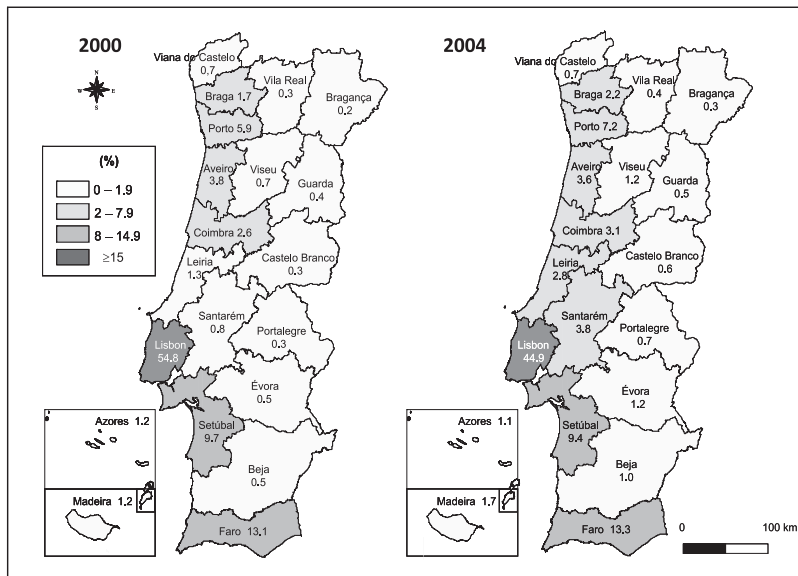 2000
Viana do Castelo
0,7
Braga 1.7
Vila Real
0.3
Bragança
0.2
Porto 5.9
Aveiro
3.8
Viseu
0.7
Guarda
0.4
Coimbra 2.6
Leiria
1.3
Castelo Branco
0.3
Santarém
0.8
Portalegre
0.3
Lisbon
54.8
Évora
0.5
Setúbal
9.7
Beja
0.5
Faro 13.1
Azores 1.2
Madeira 1.2
N
W E
S
(%)
0 – 1.9
2 – 7.9
8 – 14.9
≥15
2004
Viana do Castelo
0.7
Braga 2.2
Vila Real
0.4
Bragança
0.3
Porto 7.2
Aveiro
3.6
Viseu
1.2
Guarda
0.5
Coimbra 3.1
Leiria
2.8
Castelo Branco
0.6
Santarém
3.8
Portalegre
0.7
Lisbon
44.9
Évora
1.2
Setúbal
9.4
Beja
1.0
Faro 13,3
Azores 1.1
Madeira 1.7
0 100 km